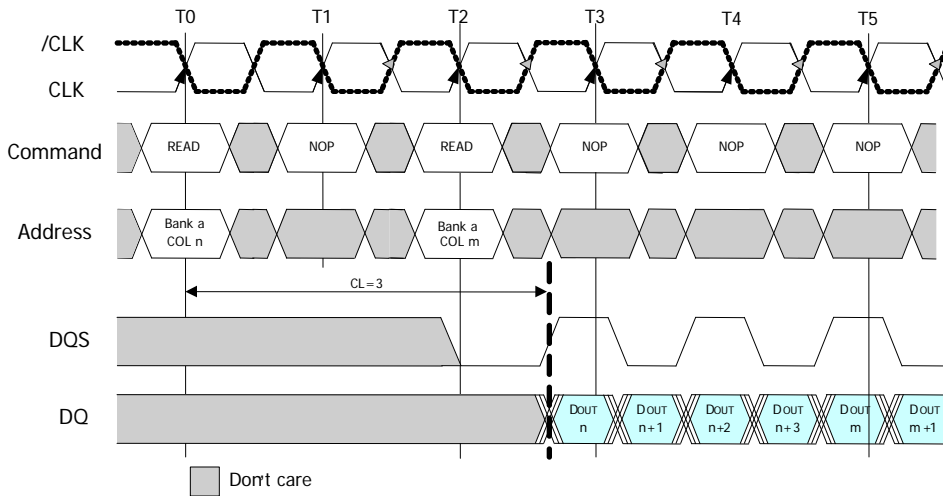 T0 T1 T2 T3 T4 T5
/CLK
CLK
Command READ NOP READ NOP NOP NOP
Address Bank a COL n Bank a COL m
CL=3
DQS
DQ DOUT n DOUT n+1 DOUT n+2 DOUT n+3 DOUT m DOUT m+1
Don't care